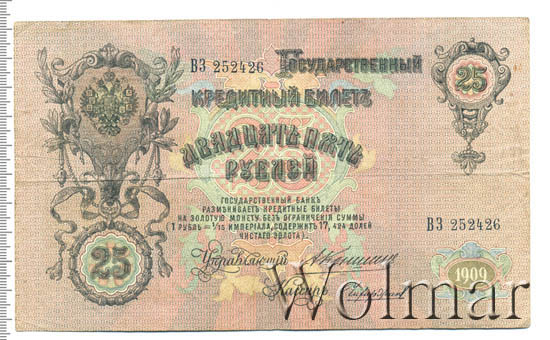 ВЗ 252426
Государственный
25
Кредитный Билетъ
Двадцать пять
рублей
Государственный банкъ
размѣниваетъ кредитные билеты
на золотую монету безъ ограниченія суммы
(1 рубль = 1/15 имперіала, содержитъ 17,424 долей
чистаго золота).
ВЗ 252426
25
Управляющій
1909
Кассиръ
Wolmar